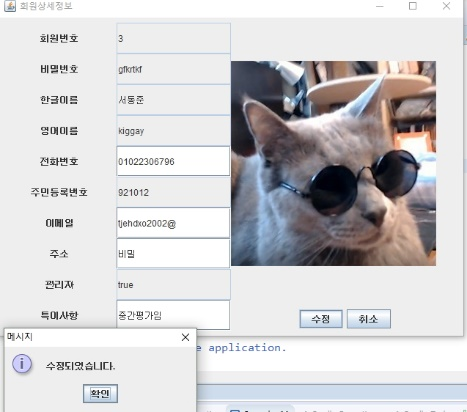 회원상세정보
회원번호 3
비밀번호 gfkrtkf
한글이름 서동준
영어이름 kiggay
전화번호 01022306796
주민등록번호 921012
이메일 tjehdxo2002@
주소 비밀
관리자 true
특이사항 중간평가임
수정 취소
메시지
e application.
수정되었습니다.
확인